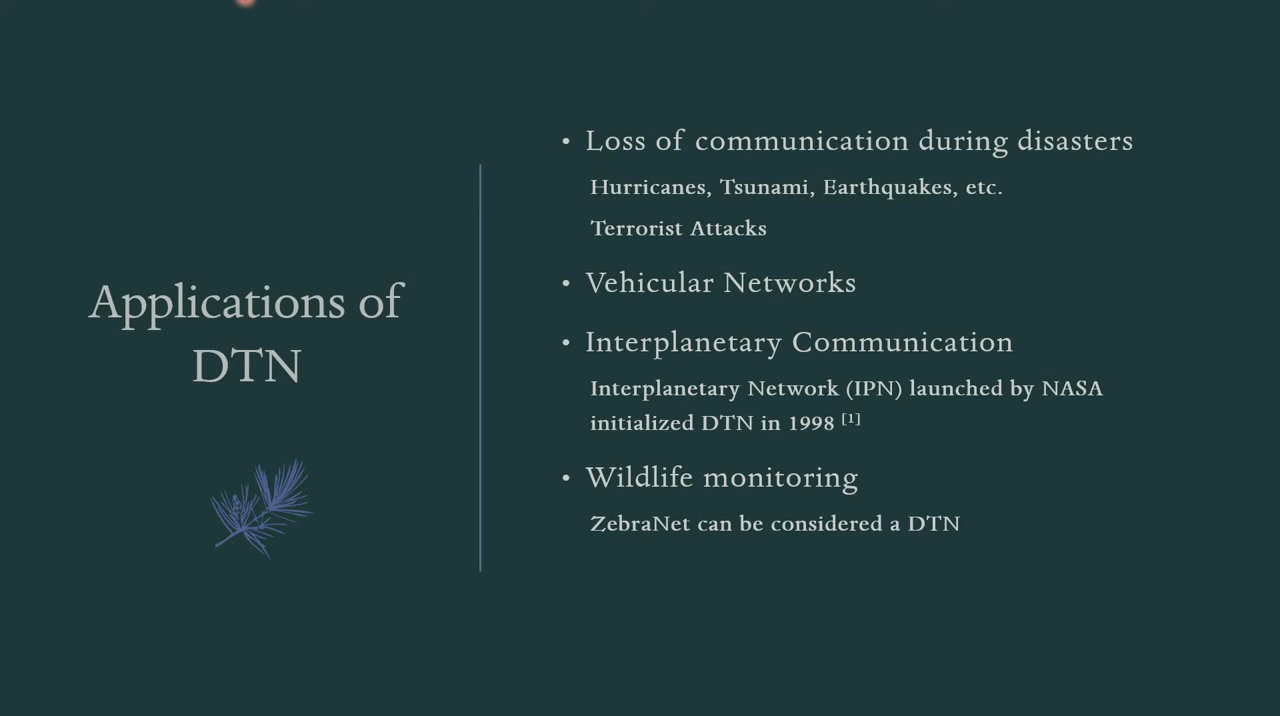 Applications of
DTN
• Loss of communication during disasters
Hurricanes, Tsunami, Earthquakes, etc.
Terrorist Attacks
• Vehicular Networks
• Interplanetary Communication
Interplanetary Network (IPN) launched by NASA
initialized DTN in 1998 [1]
• Wildlife monitoring
ZebraNet can be considered a DTN